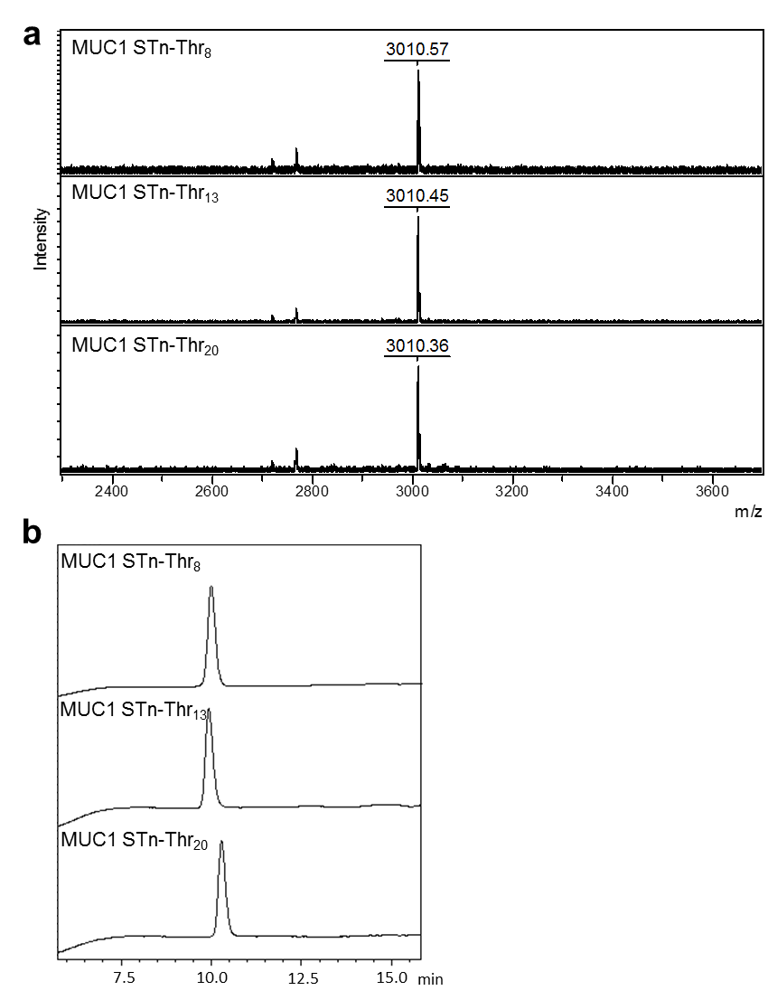 a
MUC1 STn-Thr8
3010.57
MUC1 STn-Thr13
3010.45
Intensity
MUC1 STn-Thr20
3010.36
2400 2600 2800 3000 3200 3400 3600
m/z
b
MUC1 STn-Thr8
MUC1 STn-Thr13
MUC1 STn-Thr20
7.5 10.0 12.5 15.0 min